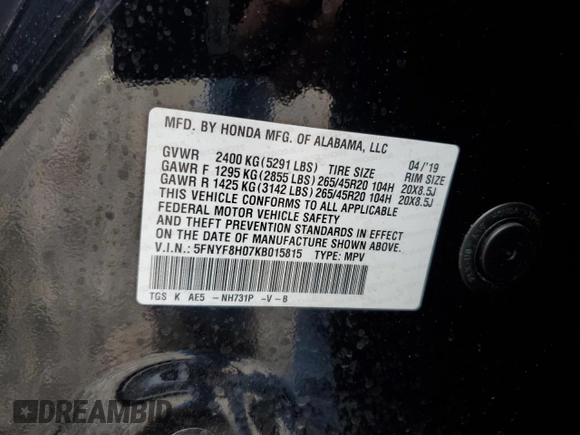 MFD. BY HONDA MFG. OF ALABAMA, LLC
04/'19
GVWR 2400 KG (5291 LBS) TIRE SIZE RIM SIZE
GAWR F 1295 KG (2855 LBS) 265/45R20 104H 20X8.5J
GAWR R 1425 KG (3142 LBS) 265/45R20 104H 20X8.5J
THIS VEHICLE CONFORMS TO ALL APPLICABLE
FEDERAL MOTOR VEHICLE SAFETY
AND THEFT PREVENTION STANDARDS IN EFFECT
ON THE DATE OF MANUFACTURE SHOWN ABOVE.
V.I.N.: 5FNYF8H07KB015815 TYPE: MPV
TGS K AE5 -NH731P -V-B
DREAMBID